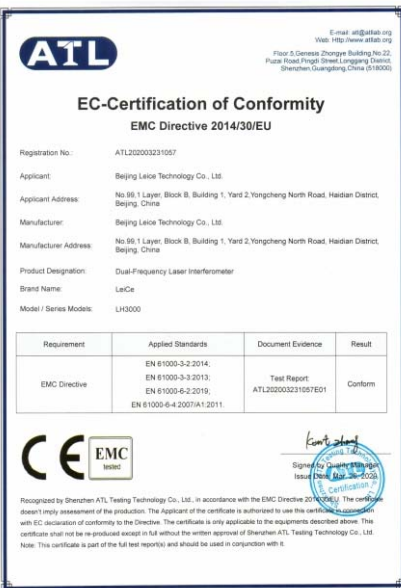 ATL
E-mail: atl@atllab.org
Web: Http://www.atllab.org
Floor 5,Genesis Zhongye Building,No.22,
Puzai Road,Pingdi Street,Longgang District,
Shenzhen,Guangdong,China (518000)
EC-Certification of Conformity
EMC Directive 2014/30/EU
Registration No.: ATL202003231057
Applicant: Beijing Leice Technology Co., Ltd.
Applicant Address: No.99,1 Layer, Block B, Building 1, Yard 2,Yongcheng North Road, Haidian District,
Beijing, China
Manufacturer: Beijing Leice Technology Co., Ltd.
Manufacturer Address: No.99,1 Layer, Block B, Building 1, Yard 2,Yongcheng North Road, Haidian District,
Beijing, China
Product Designation: Dual-Frequency Laser Interferometer
Brand Name: LeiCe
Model / Series Models: LH3000
Requirement Applied Standards Document Evidence Result
EMC Directive
EN 61000-3-2:2014;
EN 61000-3-3:2013;
EN 61000-6-2:2019;
EN 61000-6-4:2007/A1:2011.
Test Report:
ATL202003231057E01
Conform
CE
EMC
tested
Signed by Quality Manager
Issue Date: Mar. 26, 2020
Certification
Recognized by Shenzhen ATL Testing Technology Co., Ltd., in accordance with the EMC Directive 2014/30/EU. The certificate
doesn't imply assessment of the production. The Applicant of the certificate is authorized to use this certificate in connection
with EC declaration of conformity to the Directive. The certificate is only applicable to the equipments described above. This
certificate shall not be re-produced except in full without the written approval of Shenzhen ATL Testing Technology Co., Ltd.
Note: This certificate is part of the full test report(s) and should be used in conjunction with it.